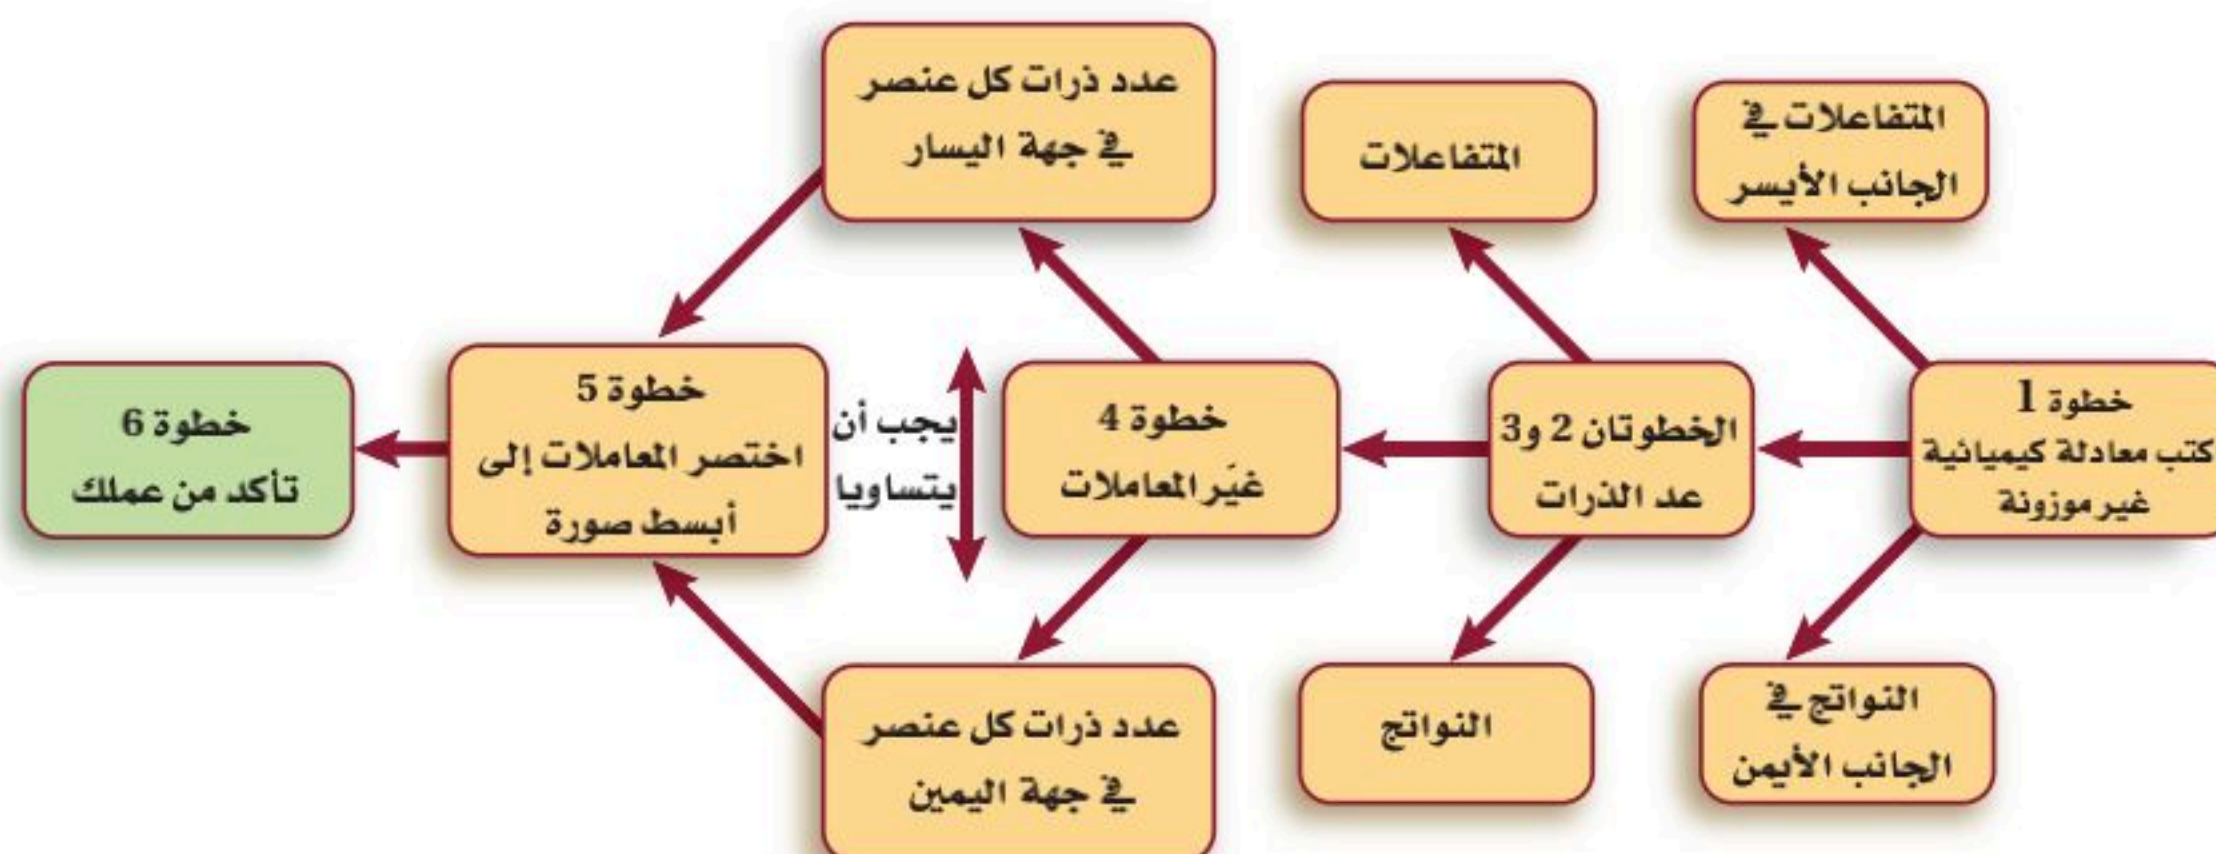 خطوة 1
كتب معادلة كيميائية
غير موزونة
المتفاعلات في
الجانب الأيسر
النواتج في
الجانب الأيمن
الخطوتان 2 و3
عد الذرات
المتفاعلات
النواتج
خطوة 4
غيَر المعاملات
عدد ذرات كل عنصر
في جهة اليسار
يجب أن
يتساويا
عدد ذرات كل عنصر
في جهة اليمين
خطوة 5
اختصر المعاملات إلى
أبسط صورة
خطوة 6
تأكد من عملك